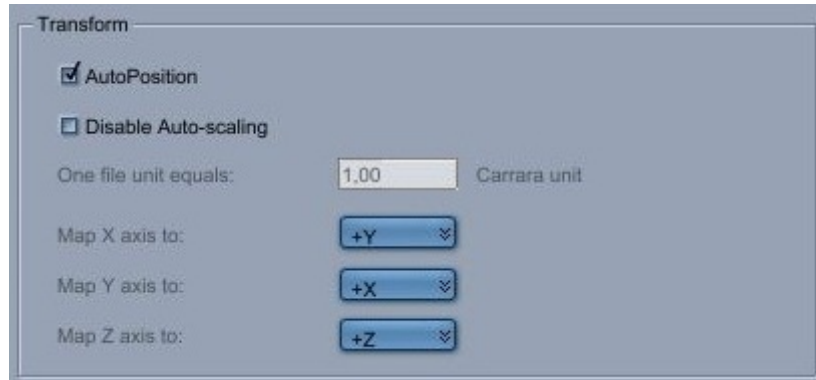 Transform
AutoPosition
Disable Auto-scaling
One file unit equals: 1,00 Carrara unit
Map X axis to: +Y
Map Y axis to: +X
Map Z axis to: +Z